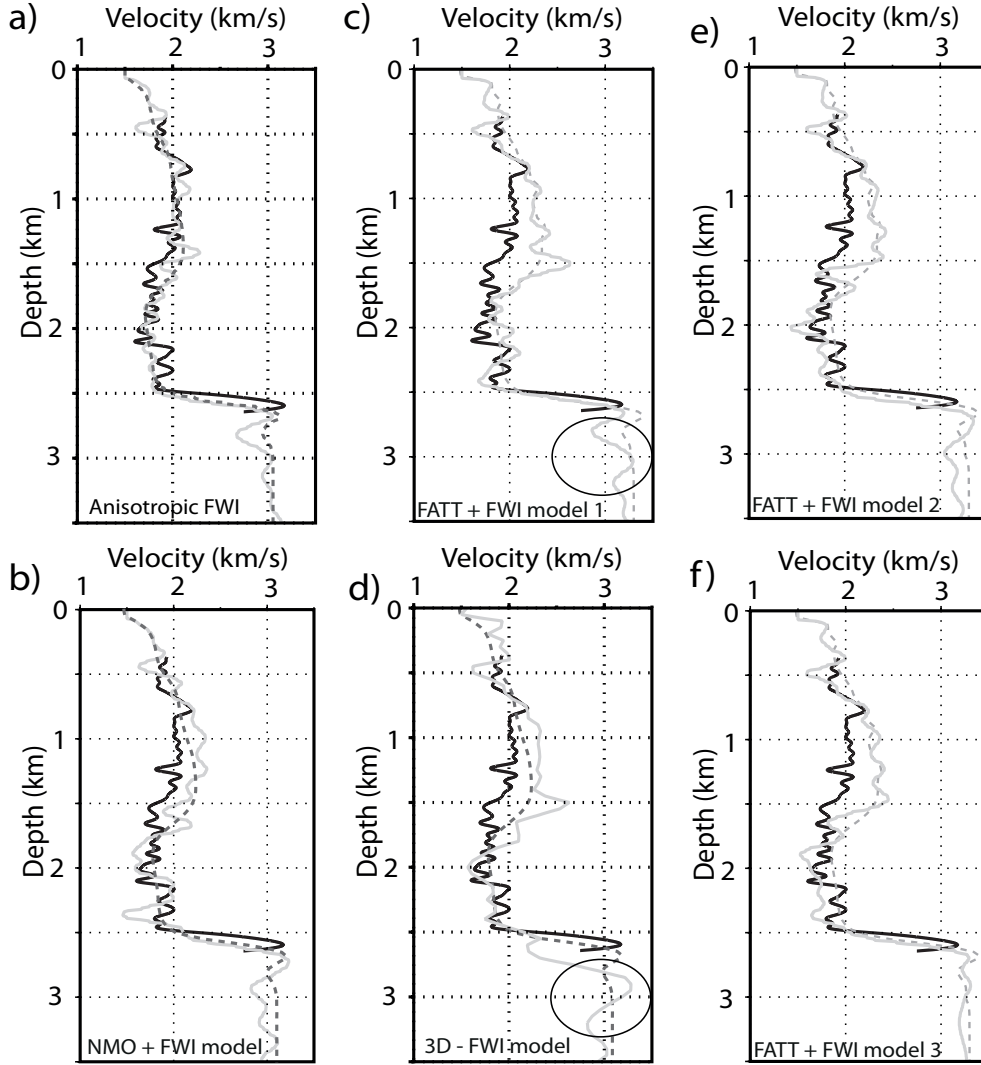 a)
Velocity (km/s)
1 2 3
0
1
2
3
Depth (km)
Anisotropic FWI
c)
Velocity (km/s)
1 2 3
0
1
2
3
Depth (km)
FATT + FWI model 1
e)
Velocity (km/s)
1 2 3
0
1
2
3
Depth (km)
FATT + FWI model 2
b)
Velocity (km/s)
1 2 3
0
1
2
3
Depth (km)
NMO + FWI model
d)
Velocity (km/s)
1 2 3
0
1
2
3
Depth (km)
3D - FWI model
f)
Velocity (km/s)
1 2 3
0
1
2
3
Depth (km)
FATT + FWI model 3